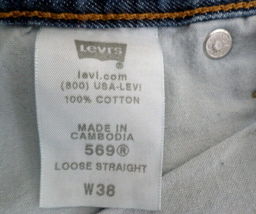 Levi's
levi.com
(800) USA-LEVI
100% COTTON
MADE IN
CAMBODIA
569®
LOOSE STRAIGHT
W38